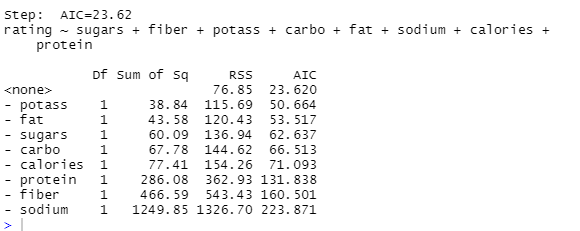 Step:  AIC=23.62
rating ~ sugars + fiber + potass + carbo + fat + sodium + calories +
    protein
           Df Sum of Sq     RSS     AIC
<none>                    76.85  23.620
- potass    1     38.84  115.69  50.664
- fat       1     43.58  120.43  53.517
- sugars    1     60.09  136.94  62.637
- carbo     1     67.78  144.62  66.513
- calories  1     77.41  154.26  71.093
- protein   1    286.08  362.93 131.838
- fiber     1    466.59  543.43 160.501
- sodium    1   1249.85 1326.70 223.871
>